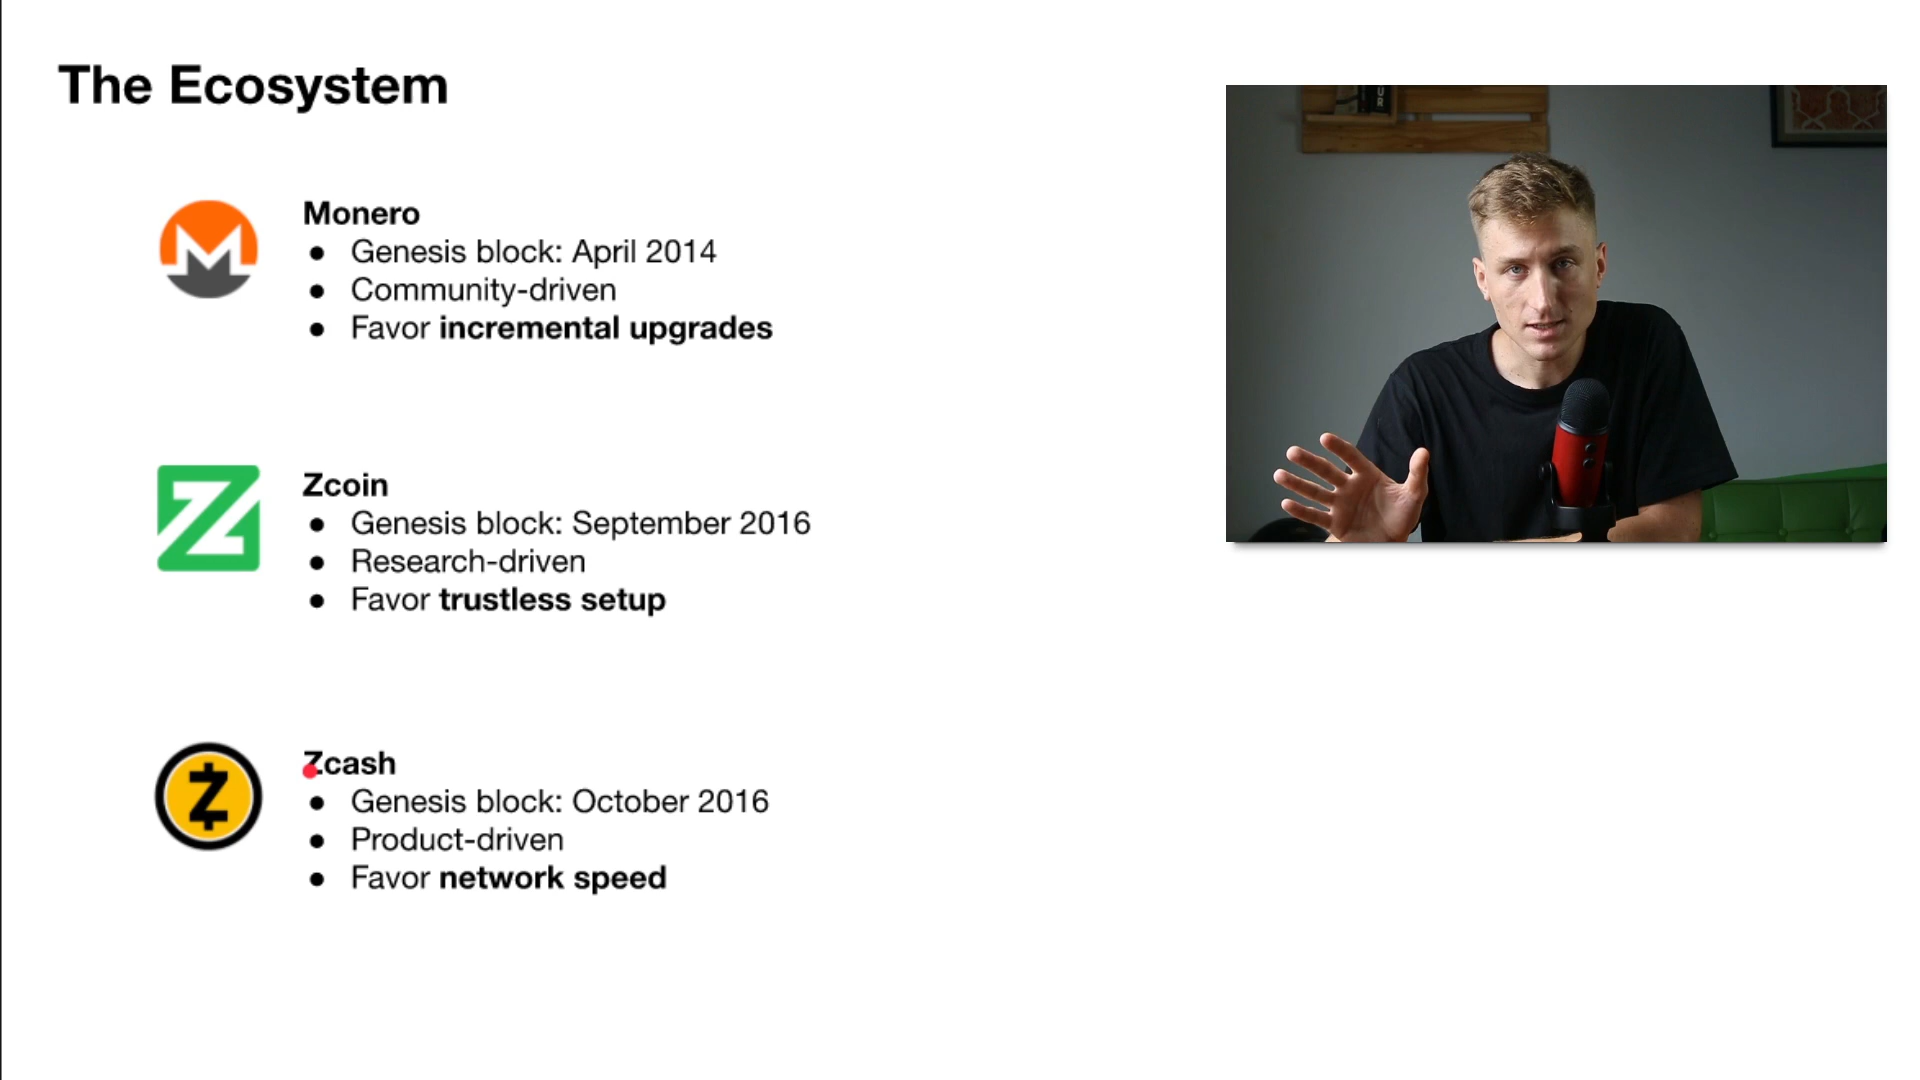 The Ecosystem
Monero
● Genesis block: April 2014
● Community-driven
● Favor incremental upgrades
Zcoin
● Genesis block: September 2016
● Research-driven
● Favor trustless setup
Zcash
● Genesis block: October 2016
● Product-driven
● Favor network speed